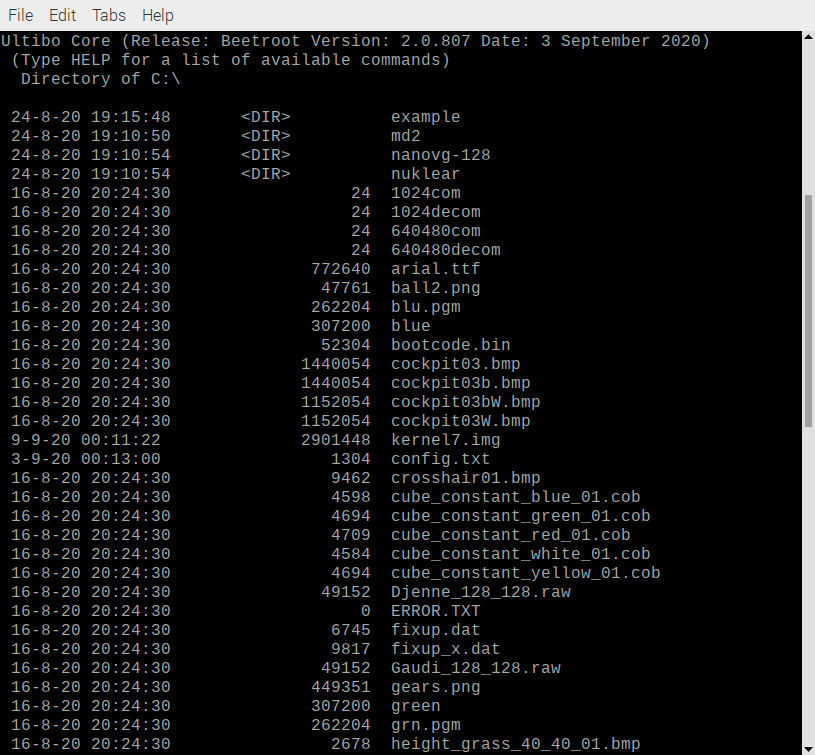 File Edit Tabs Help
Ultibo Core (Release: Beetroot Version: 2.0.807 Date: 3 September 2020)
(Type HELP for a list of available commands)
Directory of C:\
24-8-20 19:15:48 <DIR> example
24-8-20 19:10:50 <DIR> md2
24-8-20 19:10:54 <DIR> nanovg-128
24-8-20 19:10:54 <DIR> nuklear
16-8-20 20:24:30 24 1024com
16-8-20 20:24:30 24 1024decom
16-8-20 20:24:30 24 640480com
16-8-20 20:24:30 24 640480decom
16-8-20 20:24:30 772640 arial.ttf
16-8-20 20:24:30 47761 ball2.png
16-8-20 20:24:30 262204 blu.pgm
16-8-20 20:24:30 307200 blue
16-8-20 20:24:30 52304 bootcode.bin
16-8-20 20:24:30 1440054 cockpit03.bmp
16-8-20 20:24:30 1440054 cockpit03b.bmp
16-8-20 20:24:30 1152054 cockpit03bW.bmp
16-8-20 20:24:30 1152054 cockpit03W.bmp
9-9-20 00:11:22 2901448 kernel7.img
3-9-20 00:13:00 1304 config.txt
16-8-20 20:24:30 9462 crosshair01.bmp
16-8-20 20:24:30 4598 cube_constant_blue_01.cob
16-8-20 20:24:30 4694 cube_constant_green_01.cob
16-8-20 20:24:30 4709 cube_constant_red_01.cob
16-8-20 20:24:30 4584 cube_constant_white_01.cob
16-8-20 20:24:30 4694 cube_constant_yellow_01.cob
16-8-20 20:24:30 49152 Djenne_128_128.raw
16-8-20 20:24:30 0 ERROR.TXT
16-8-20 20:24:30 6745 fixup.dat
16-8-20 20:24:30 9817 fixup_x.dat
16-8-20 20:24:30 49152 Gaudi_128_128.raw
16-8-20 20:24:30 449351 gears.png
16-8-20 20:24:30 307200 green
16-8-20 20:24:30 262204 grn.pgm
16-8-20 20:24:30 2678 height_grass_40_40_01.bmp